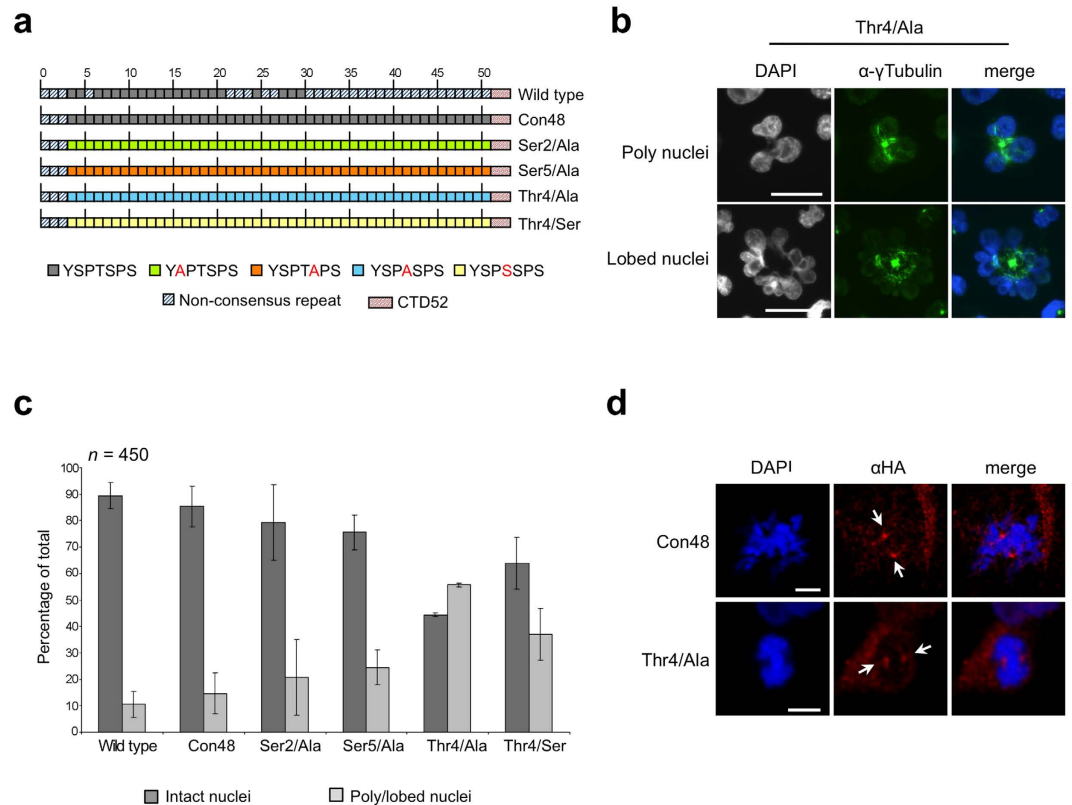 a
0 5 10 15 20 25 30 35 40 45 50
Wild type
Con48
Ser2/Ala
Ser5/Ala
Thr4/Ala
Thr4/Ser
YSPTSPS YAPTSPS YSPTAPS YSPASPS YSPSSPS
Non-consensus repeat CTD52
b
Thr4/Ala
DAPI α-γTubulin merge
Poly nuclei
Lobed nuclei
c
n = 450
Percentage of total
100
90
80
70
60
50
40
30
20
10
0
Wild type Con48 Ser2/Ala Ser5/Ala Thr4/Ala Thr4/Ser
Intact nuclei Poly/lobed nuclei
d
DAPI αHA merge
Con48
Thr4/Ala